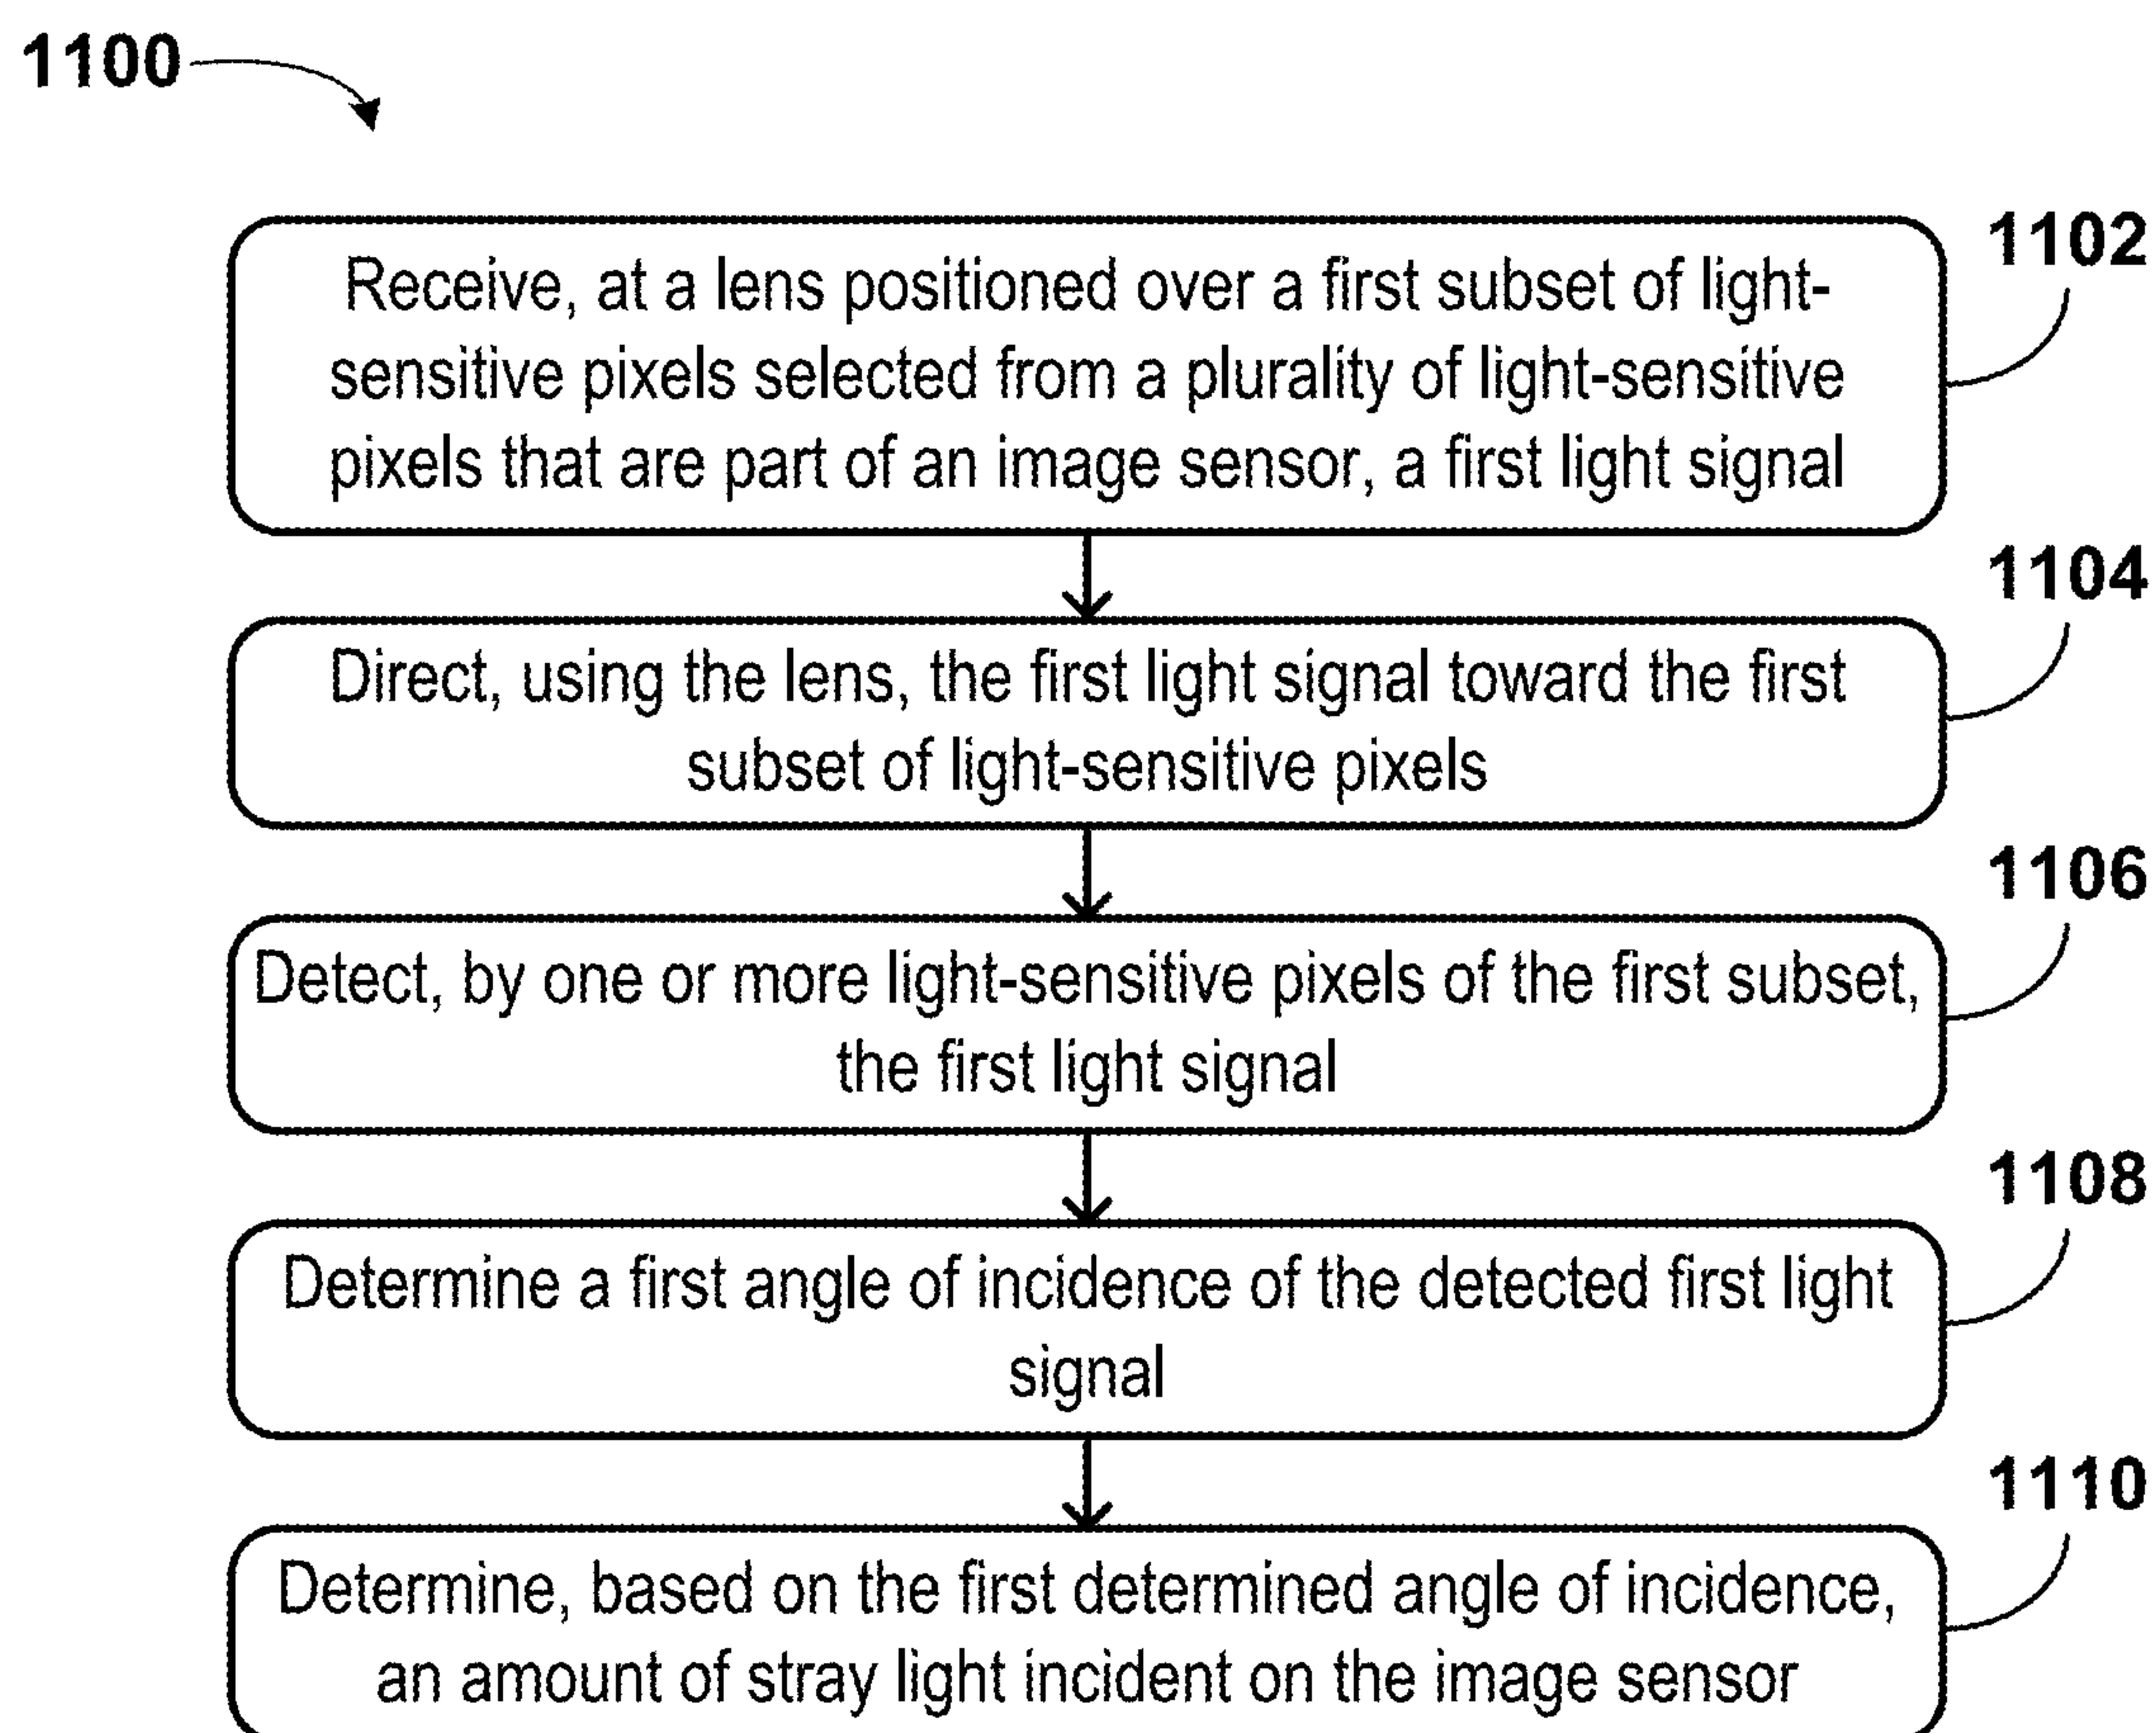 1100
1102
Receive, at a lens positioned over a first subset of light-
sensitive pixels selected from a plurality of light-sensitive
pixels that are part of an image sensor, a first light signal
1104
Direct, using the lens, the first light signal toward the first
subset of light-sensitive pixels
1106
Detect, by one or more light-sensitive pixels of the first subset,
the first light signal
1108
Determine a first angle of incidence of the detected first light
signal
1110
Determine, based on the first determined angle of incidence,
an amount of stray light incident on the image sensor